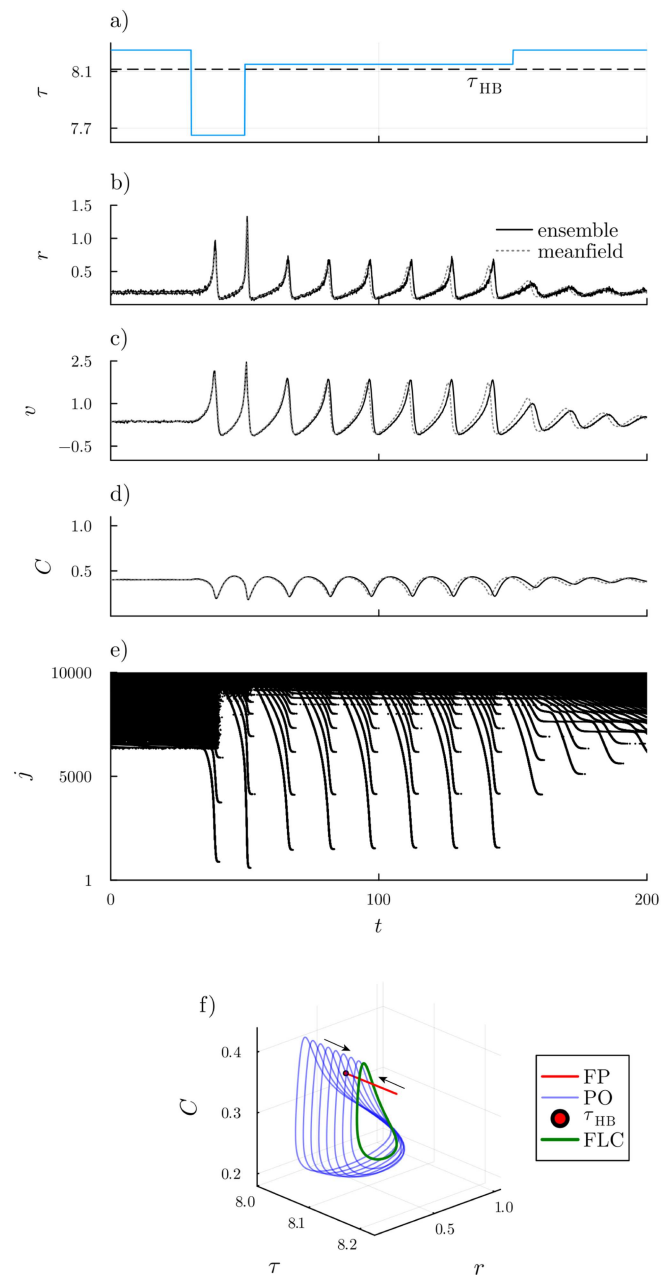 a)
8.1
7.7
τ
τHB
b)
1.5
1.0
0.5
r
ensemble
meanfield
c)
2.5
1.0
−0.5
v
d)
1.0
0.5
C
e)
10000
5000
1
j
0
100
200
t
f)
0.4
0.3
0.2
C
8.0
8.1
8.2
τ
0.5
1.0
r
FP
PO
τHB
FLC